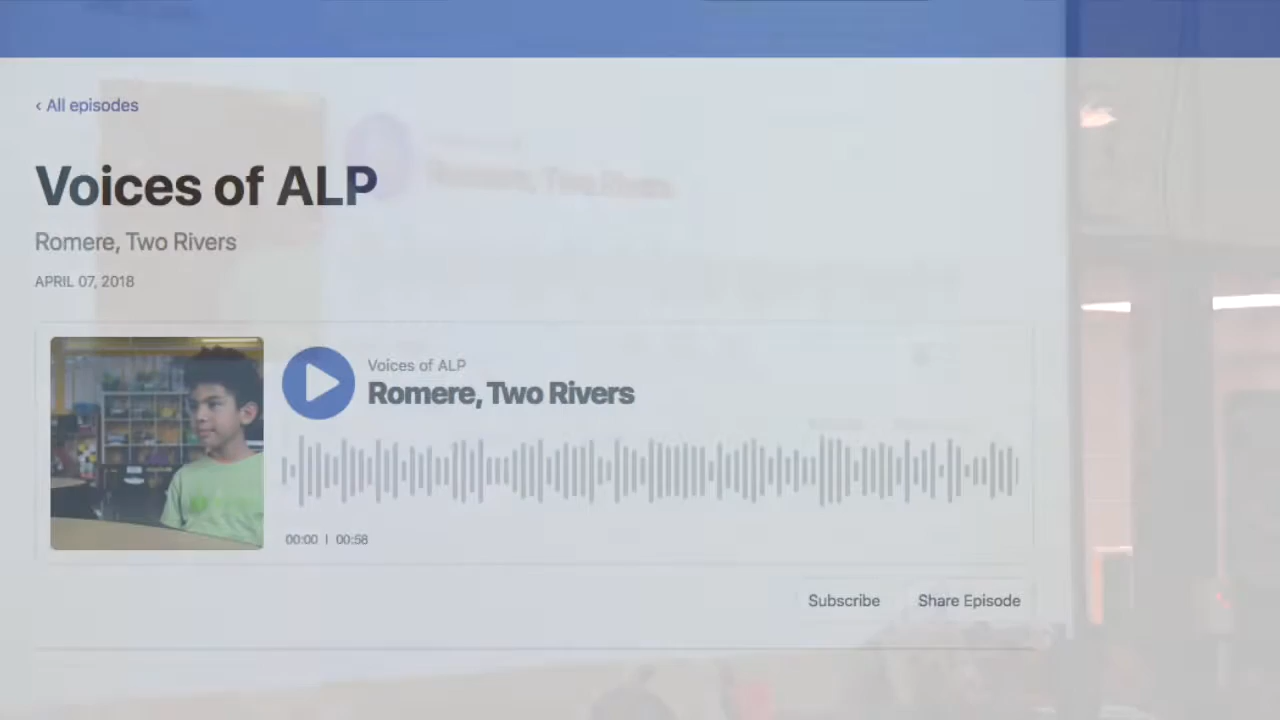 ‹ All episodes
Voices of ALP
Romere, Two Rivers
APRIL 07, 2018
Voices of ALP
Romere, Two Rivers
00:00 | 00:58
Subscribe
Share Episode